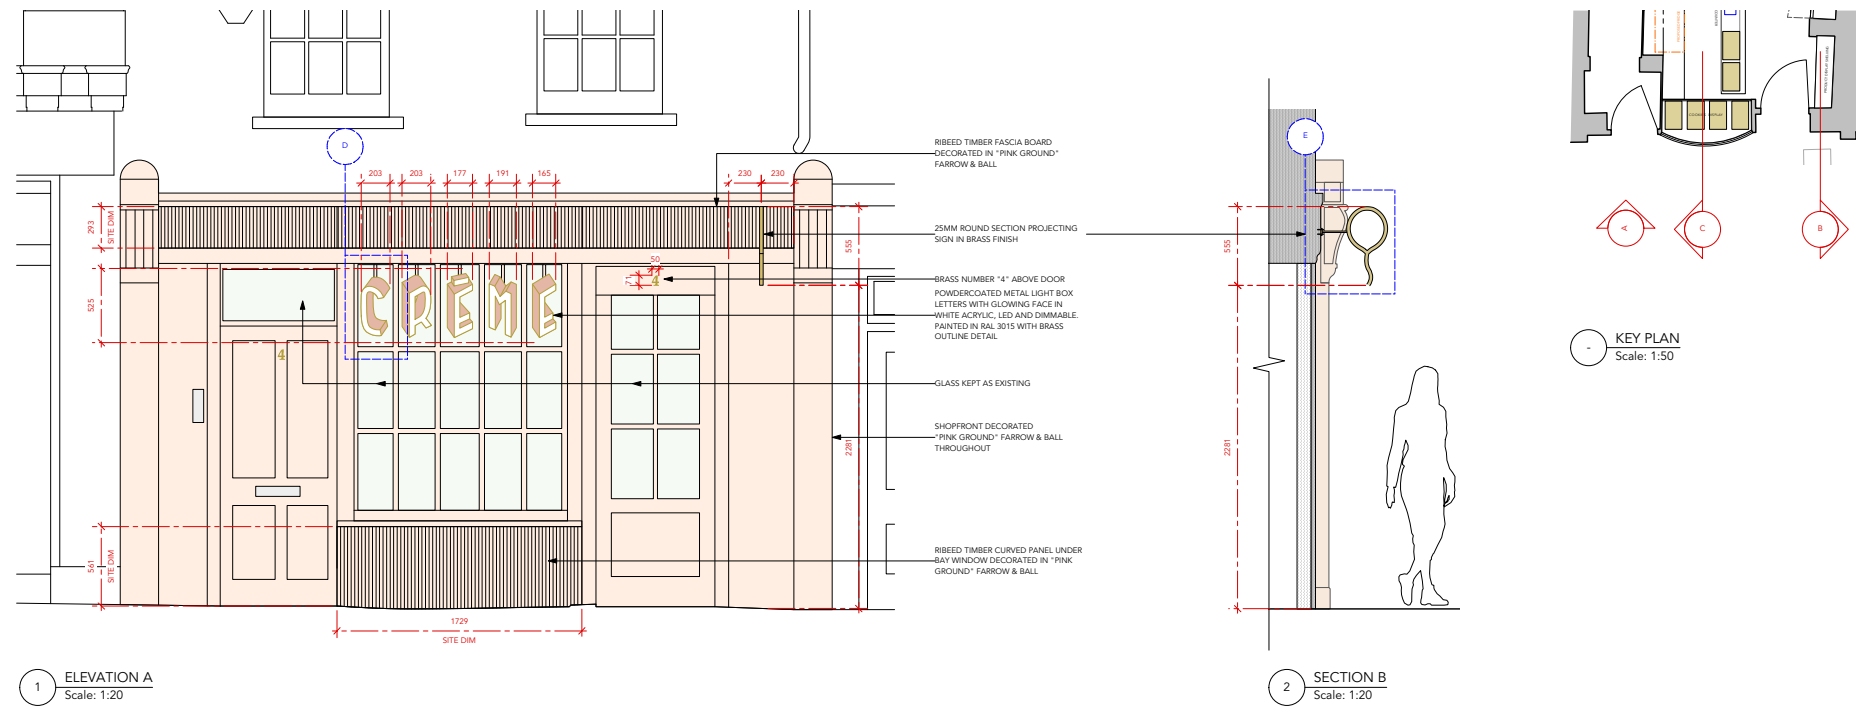 D
203
203
177
191
165
230
230
293
SITE DIM
525
561
SITE DIM
50
71
4
4
CRÈME
555
2281
1729
SITE DIM
RIBEED TIMBER FASCIA BOARD
DECORATED IN "PINK GROUND"
FARROW & BALL
25MM ROUND SECTION PROJECTING
SIGN IN BRASS FINISH
BRASS NUMBER "4" ABOVE DOOR
POWDERCOATED METAL LIGHT BOX
LETTERS WITH GLOWING FACE IN
WHITE ACRYLIC, LED AND DIMMABLE.
PAINTED IN RAL 3015 WITH BRASS
OUTLINE DETAIL
GLASS KEPT AS EXISTING
SHOPFRONT DECORATED
"PINK GROUND" FARROW & BALL
THROUGHOUT
RIBEED TIMBER CURVED PANEL UNDER
BAY WINDOW DECORATED IN "PINK
GROUND" FARROW & BALL
1
ELEVATION A
Scale: 1:20
E
555
2281
2
SECTION B
Scale: 1:20
A
C
B
-
KEY PLAN
Scale: 1:50